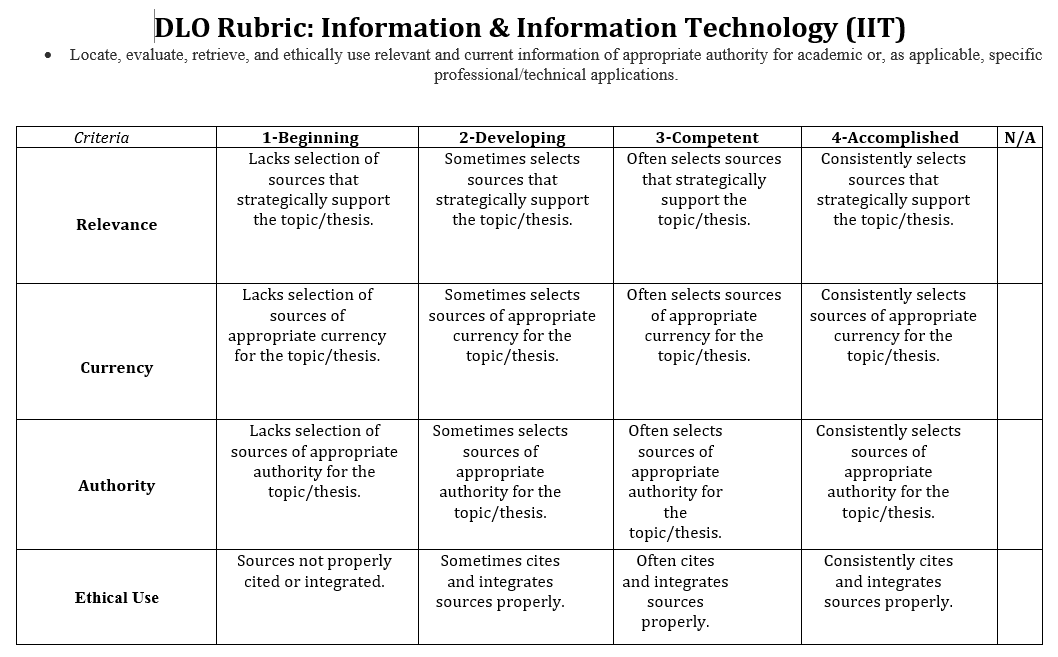 DLO Rubric: Information & Information Technology (IIT)
• Locate, evaluate, retrieve, and ethically use relevant and current information of appropriate authority for academic or, as applicable, specific
professional/technical applications.
Criteria 1-Beginning 2-Developing 3-Competent 4-Accomplished N/A
Relevance
Lacks selection of
sources that
strategically support
the topic/thesis.
Sometimes selects
sources that
strategically support
the topic/thesis.
Often selects sources
that strategically
support the
topic/thesis.
Consistently selects
sources that
strategically support
the topic/thesis.
Currency
Lacks selection of
sources of
appropriate currency
for the topic/thesis.
Sometimes selects
sources of appropriate
currency for the
topic/thesis.
Often selects sources
of appropriate
currency for the
topic/thesis.
Consistently selects
sources of appropriate
currency for the
topic/thesis.
Authority
Lacks selection of
sources of appropriate
authority for the
topic/thesis.
Sometimes selects
sources of
appropriate
authority for the
topic/thesis.
Often selects
sources of
appropriate
authority for
the
topic/thesis.
Consistently selects
sources of
appropriate
authority for the
topic/thesis.
Ethical Use
Sources not properly
cited or integrated.
Sometimes cites
and integrates
sources properly.
Often cites
and integrates
sources
properly.
Consistently cites
and integrates
sources properly.